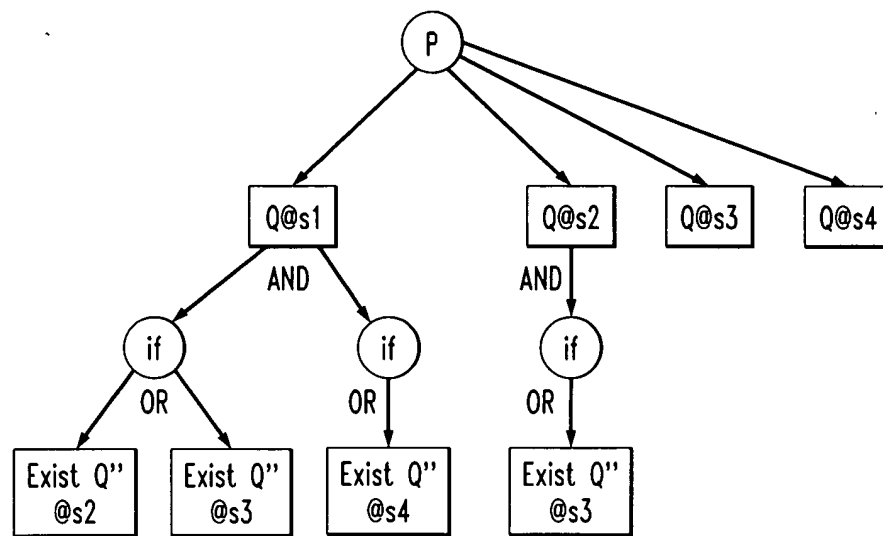 P
Q@s1
Q@s2
Q@s3
Q@s4
AND
AND
if
if
if
OR
OR
OR
Exist Q”
@s2
Exist Q”
@s3
Exist Q”
@s4
Exist Q”
@s3